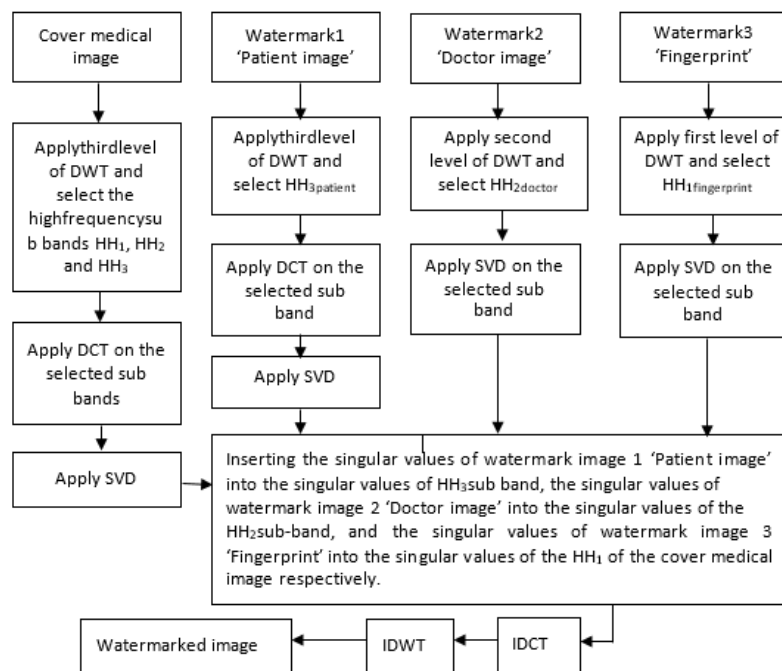 Cover medical
image
Watermark1
‘Patient image’
Watermark2
‘Doctor image’
Watermark3
‘Fingerprint’
Applythirdlevel
of DWT and
select the
highfrequencysu
b bands HH₁, HH₂
and HH₃
Applythirdlevel
of DWT and
select HH₃patient
Apply second
level of DWT and
select HH₂doctor
Apply first level of
DWT and select
HH₁fingerprint
Apply DCT on the
selected sub
bands
Apply DCT on the
selected sub
band
Apply SVD on the
selected sub
band
Apply SVD on the
selected sub
band
Apply SVD
Apply SVD
Inserting the singular values of watermark image 1 ‘Patient image’
into the singular values of HH₃sub band, the singular values of
watermark image 2 ‘Doctor image’ into the singular values of the
HH₂sub-band, and the singular values of watermark image 3
‘Fingerprint’ into the singular values of the HH₁ of the cover medical
image respectively.
Watermarked image
IDWT
IDCT